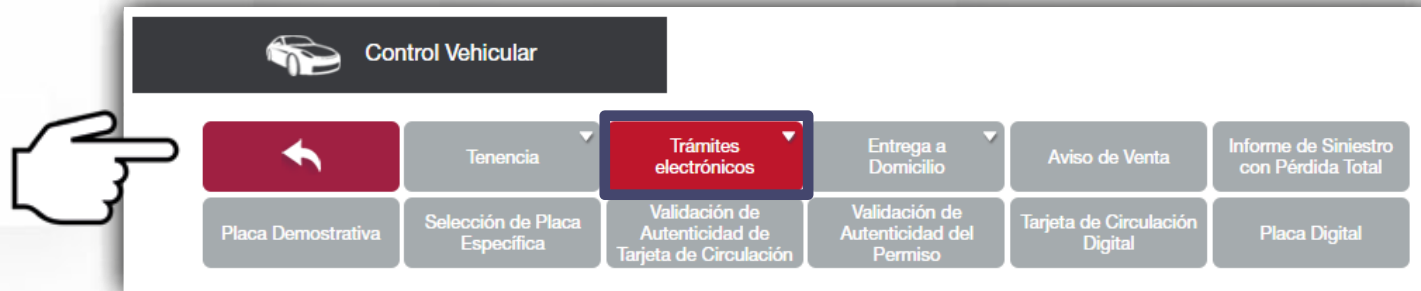 Control Vehicular
Tenencia
Trámites
electrónicos
Entrega a
Domicilio
Aviso de Venta
Informe de Siniestro
con Pérdida Total
Placa Demostrativa
Selección de Placa
Específica
Validación de
Autenticidad de
Tarjeta de Circulación
Validación de
Autenticidad del
Permiso
Tarjeta de Circulación
Digital
Placa Digital